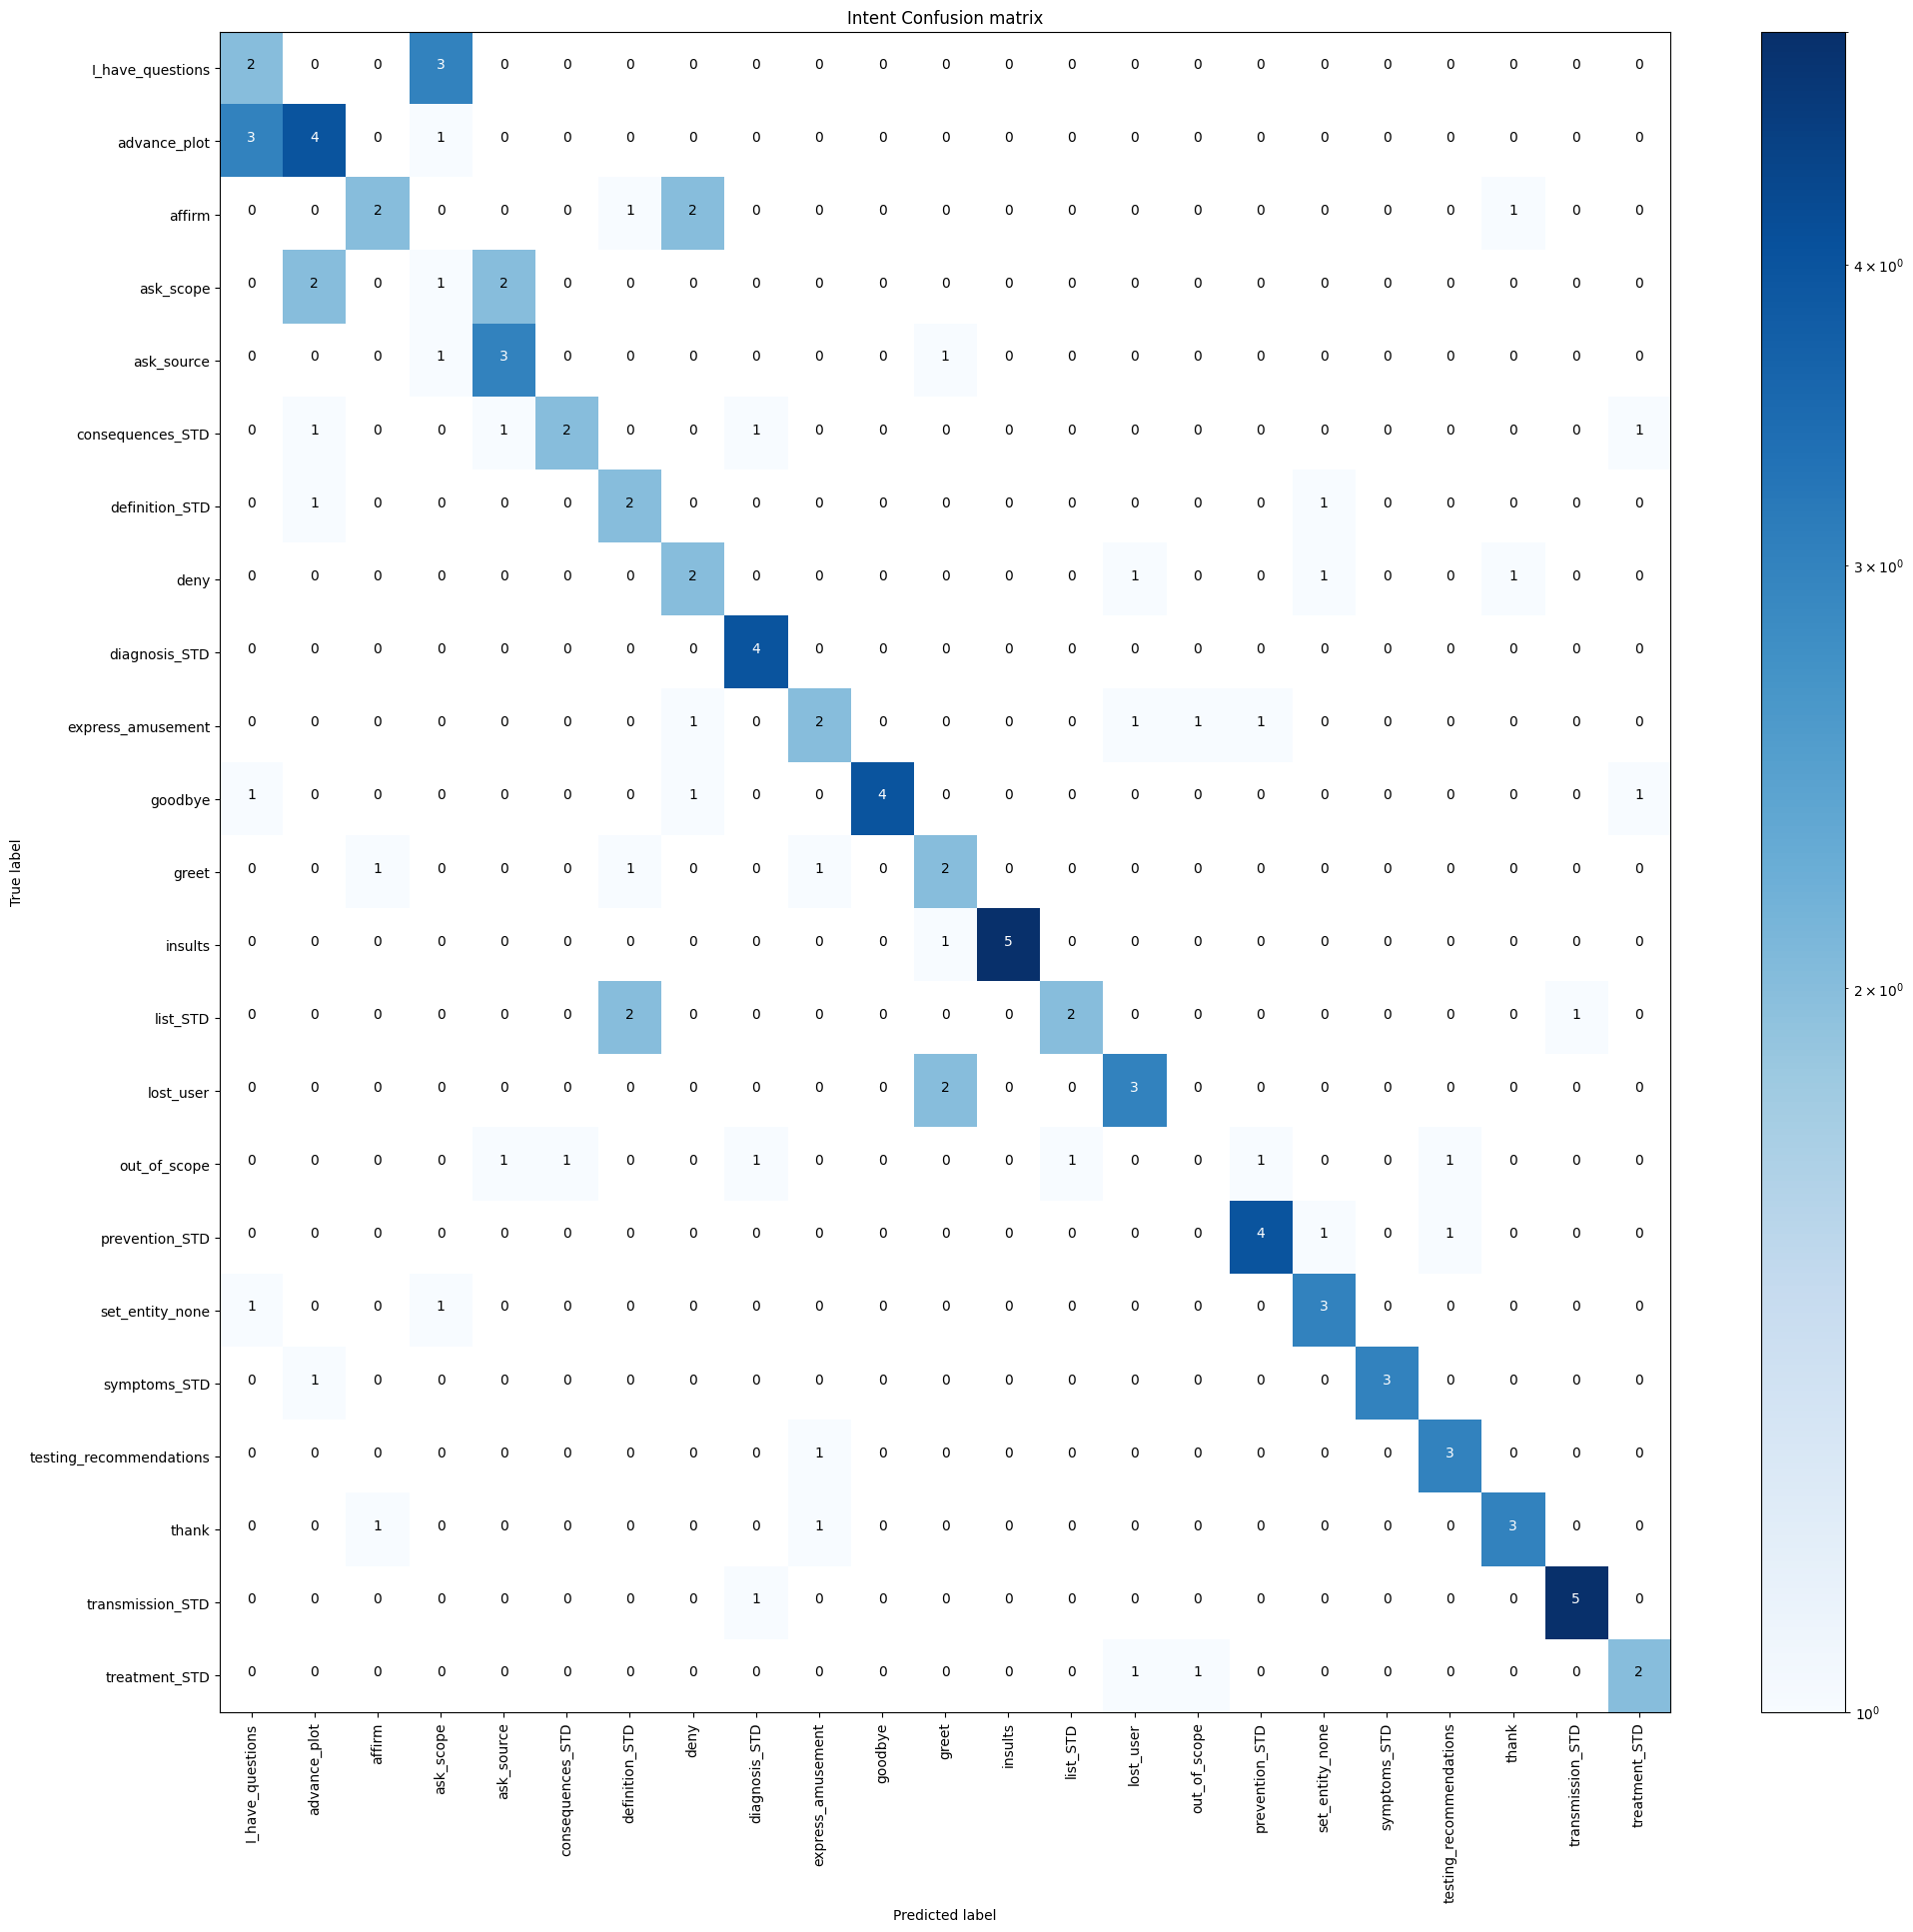 Intent Confusion matrix
I_have_questions 2 0 0 3 0 0 0 0 0 0 0 0 0 0 0 0 0 0 0 0 0 0 0
advance_plot 3 4 0 1 0 0 0 0 0 0 0 0 0 0 0 0 0 0 0 0 0 0 0
affirm 0 0 2 0 0 0 1 2 0 0 0 0 0 0 0 0 0 0 0 0 1 0 0
ask_scope 0 2 0 1 2 0 0 0 0 0 0 0 0 0 0 0 0 0 0 0 0 0 0
ask_source 0 0 0 1 3 0 0 0 0 0 0 1 0 0 0 0 0 0 0 0 0 0 0
consequences_STD 0 1 0 0 1 2 0 0 1 0 0 0 0 0 0 0 0 0 0 0 0 0 1
definition_STD 0 1 0 0 0 0 2 0 0 0 0 0 0 0 0 0 0 1 0 0 0 0 0
deny 0 0 0 0 0 0 0 2 0 0 0 0 0 0 1 0 0 1 0 0 1 0 0
diagnosis_STD 0 0 0 0 0 0 0 0 4 0 0 0 0 0 0 0 0 0 0 0 0 0 0
express_amusement 0 0 0 0 0 0 0 1 0 2 0 0 0 0 1 1 1 0 0 0 0 0 0
goodbye 1 0 0 0 0 0 0 1 0 0 4 0 0 0 0 0 0 0 0 0 0 0 1
greet 0 0 1 0 0 0 1 0 0 1 0 2 0 0 0 0 0 0 0 0 0 0 0
insults 0 0 0 0 0 0 0 0 0 0 0 1 5 0 0 0 0 0 0 0 0 0 0
list_STD 0 0 0 0 0 0 2 0 0 0 0 0 0 2 0 0 0 0 0 0 0 1 0
lost_user 0 0 0 0 0 0 0 0 0 0 0 2 0 0 3 0 0 0 0 0 0 0 0
out_of_scope 0 0 0 0 1 1 0 0 1 0 0 0 0 1 0 0 1 0 0 1 0 0 0
prevention_STD 0 0 0 0 0 0 0 0 0 0 0 0 0 0 0 0 4 1 0 1 0 0 0
set_entity_none 1 0 0 1 0 0 0 0 0 0 0 0 0 0 0 0 0 3 0 0 0 0 0
symptoms_STD 0 1 0 0 0 0 0 0 0 0 0 0 0 0 0 0 0 0 3 0 0 0 0
testing_recommendations 0 0 0 0 0 0 0 0 0 1 0 0 0 0 0 0 0 0 0 3 0 0 0
thank 0 0 1 0 0 0 0 0 0 1 0 0 0 0 0 0 0 0 0 0 3 0 0
transmission_STD 0 0 0 0 0 0 0 0 1 0 0 0 0 0 0 0 0 0 0 0 0 5 0
treatment_STD 0 0 0 0 0 0 0 0 0 0 0 0 0 0 1 1 0 0 0 0 0 0 2
True label
I_have_questions
advance_plot
affirm
ask_scope
ask_source
consequences_STD
definition_STD
deny
diagnosis_STD
express_amusement
goodbye
greet
insults
list_STD
lost_user
out_of_scope
prevention_STD
set_entity_none
symptoms_STD
testing_recommendations
thank
transmission_STD
treatment_STD
Predicted label
4 × 10⁰
3 × 10⁰
2 × 10⁰
10⁰